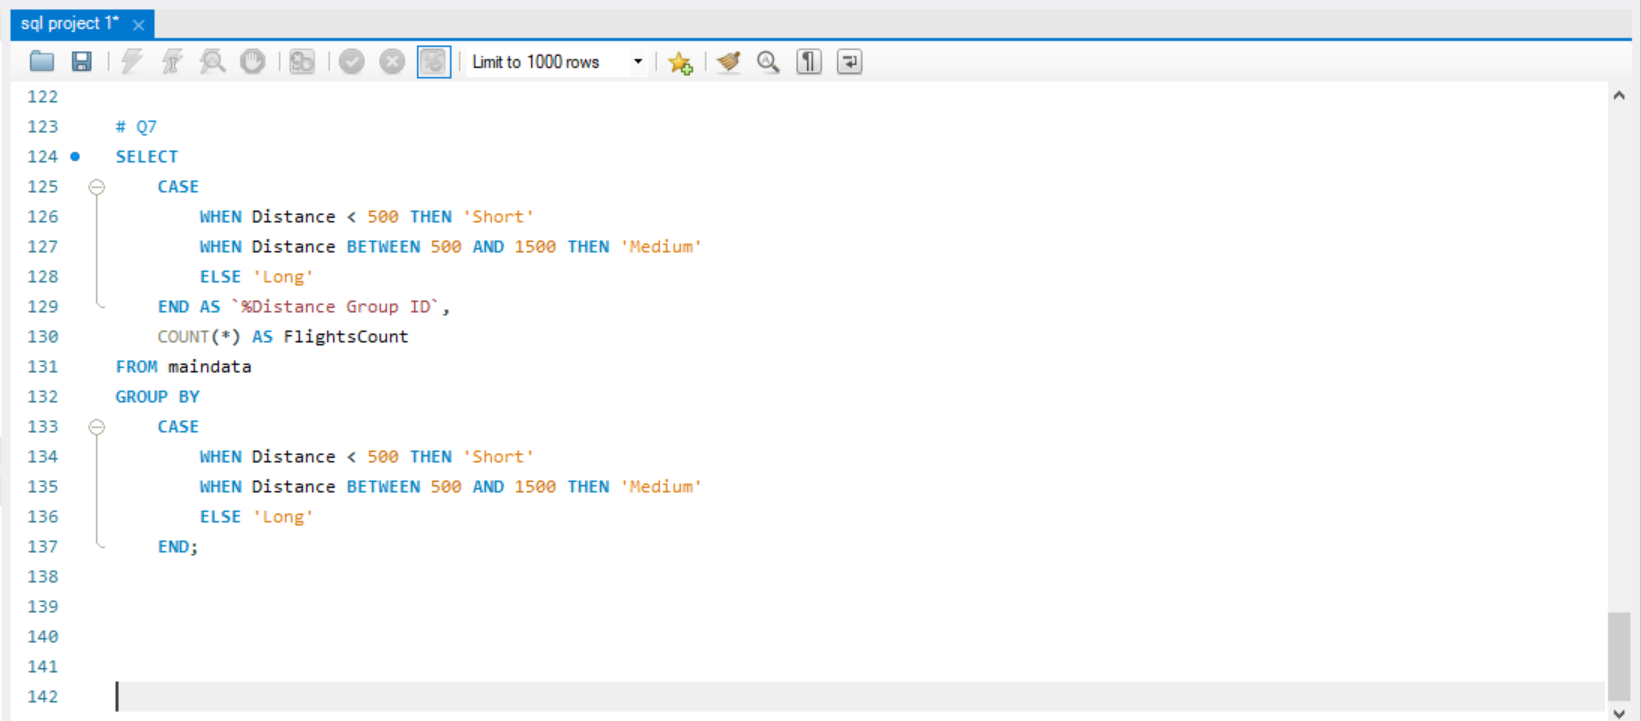 sql project 1*
Limit to 1000 rows
122
123 # Q7
124 SELECT
125 CASE
126 WHEN Distance < 500 THEN 'Short'
127 WHEN Distance BETWEEN 500 AND 1500 THEN 'Medium'
128 ELSE 'Long'
129 END AS `%Distance Group ID`,
130 COUNT(*) AS FlightsCount
131 FROM maindata
132 GROUP BY
133 CASE
134 WHEN Distance < 500 THEN 'Short'
135 WHEN Distance BETWEEN 500 AND 1500 THEN 'Medium'
136 ELSE 'Long'
137 END;
138
139
140
141
142